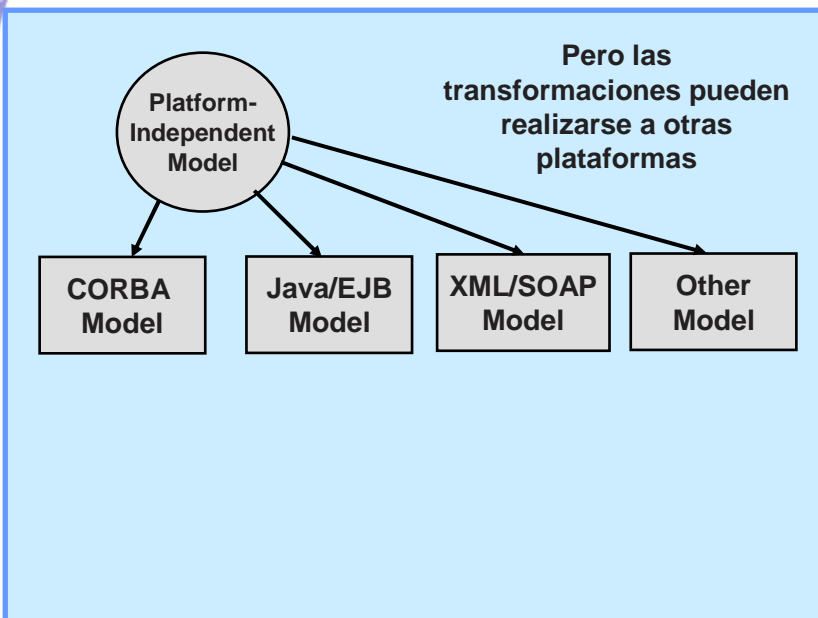 Pero las
transformaciones pueden
realizarse a otras
plataformas
Platform-
Independent
Model
CORBA
Model
Java/EJB
Model
XML/SOAP
Model
Other
Model